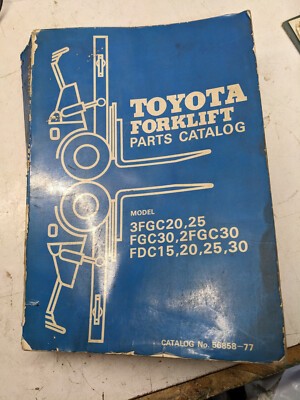 TOYOTA
FORKLIFT
PARTS CATALOG
MODEL
3FGC20,25
FGC30,2FGC30
FDC15,20,25,30
CATALOG No. 56858-77